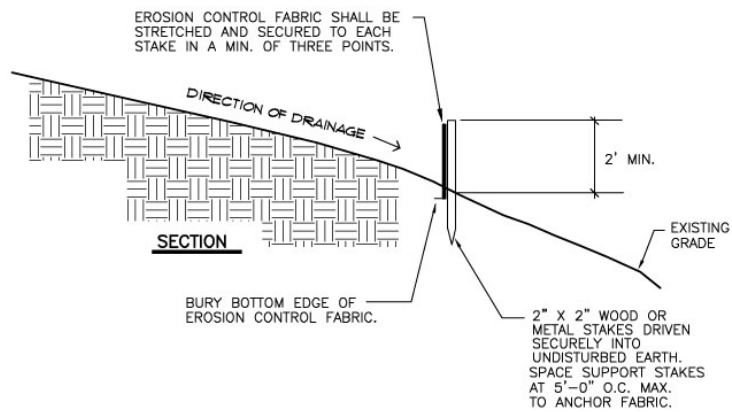 EROSION CONTROL FABRIC SHALL BE
STRETCHED AND SECURED TO EACH
STAKE IN A MIN. OF THREE POINTS.
DIRECTION OF DRAINAGE
2' MIN.
SECTION
EXISTING
GRADE
BURY BOTTOM EDGE OF
EROSION CONTROL FABRIC.
2" X 2" WOOD OR
METAL STAKES DRIVEN
SECURELY INTO
UNDISTURBED EARTH.
SPACE SUPPORT STAKES
AT 5'-0" O.C. MAX.
TO ANCHOR FABRIC.